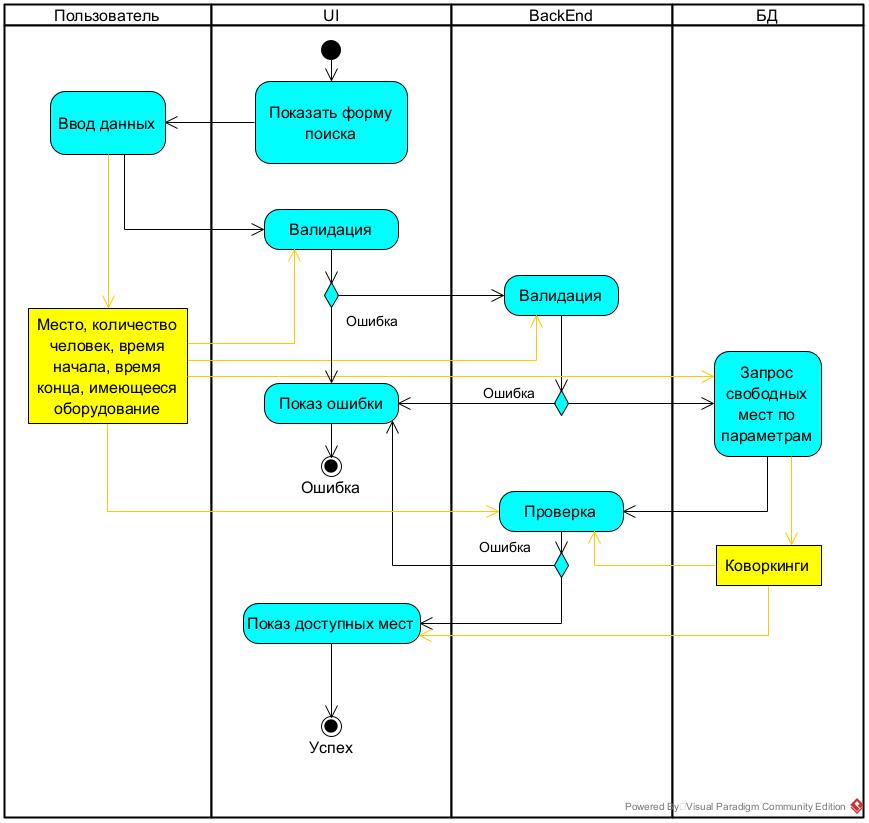 Пользователь
UI
BackEnd
БД
Показать форму
поиска
Ввод данных
Валидация
Валидация
Ошибка
Место, количество
человек, время
начала, время
конца, имеющееся
оборудование
Запрос
свободных
мест по
параметрам
Показ ошибки
Ошибка
Ошибка
Проверка
Ошибка
Коворкинги
Показ доступных мест
Успех
Powered By Visual Paradigm Community Edition